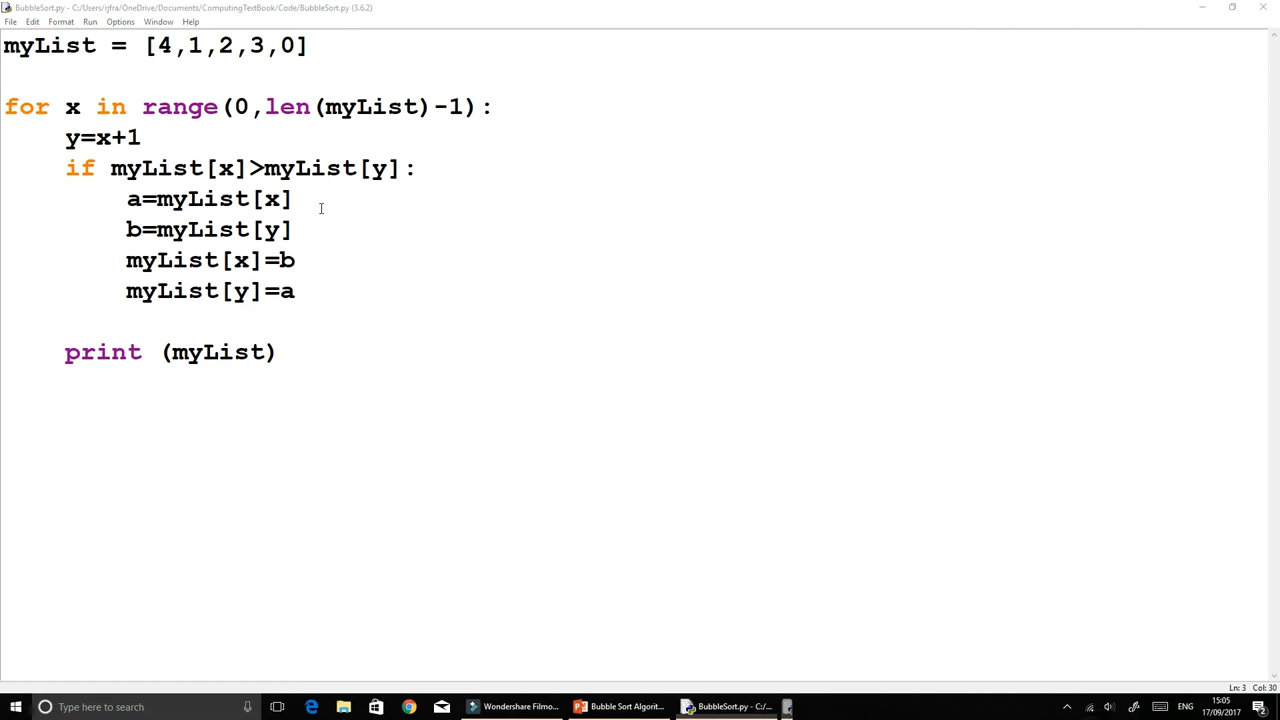 BubbleSort.py - C:/Users/rjfra/OneDrive/Documents/ComputingTextBook/Code/BubbleSort.py (3.6.2)
File Edit Format Run Options Window Help
myList = [4,1,2,3,0]
for x in range(0,len(myList)-1):
y=x+1
if myList[x]>myList[y]:
a=myList[x]
b=myList[y]
myList[x]=b
myList[y]=a
print (myList)
Ln: 3 Col: 30
Type here to search
Wondershare Filmo...
Bubble Sort Algorit...
BubbleSort.py - C:/...
ENG
15:05
17/09/2017
2